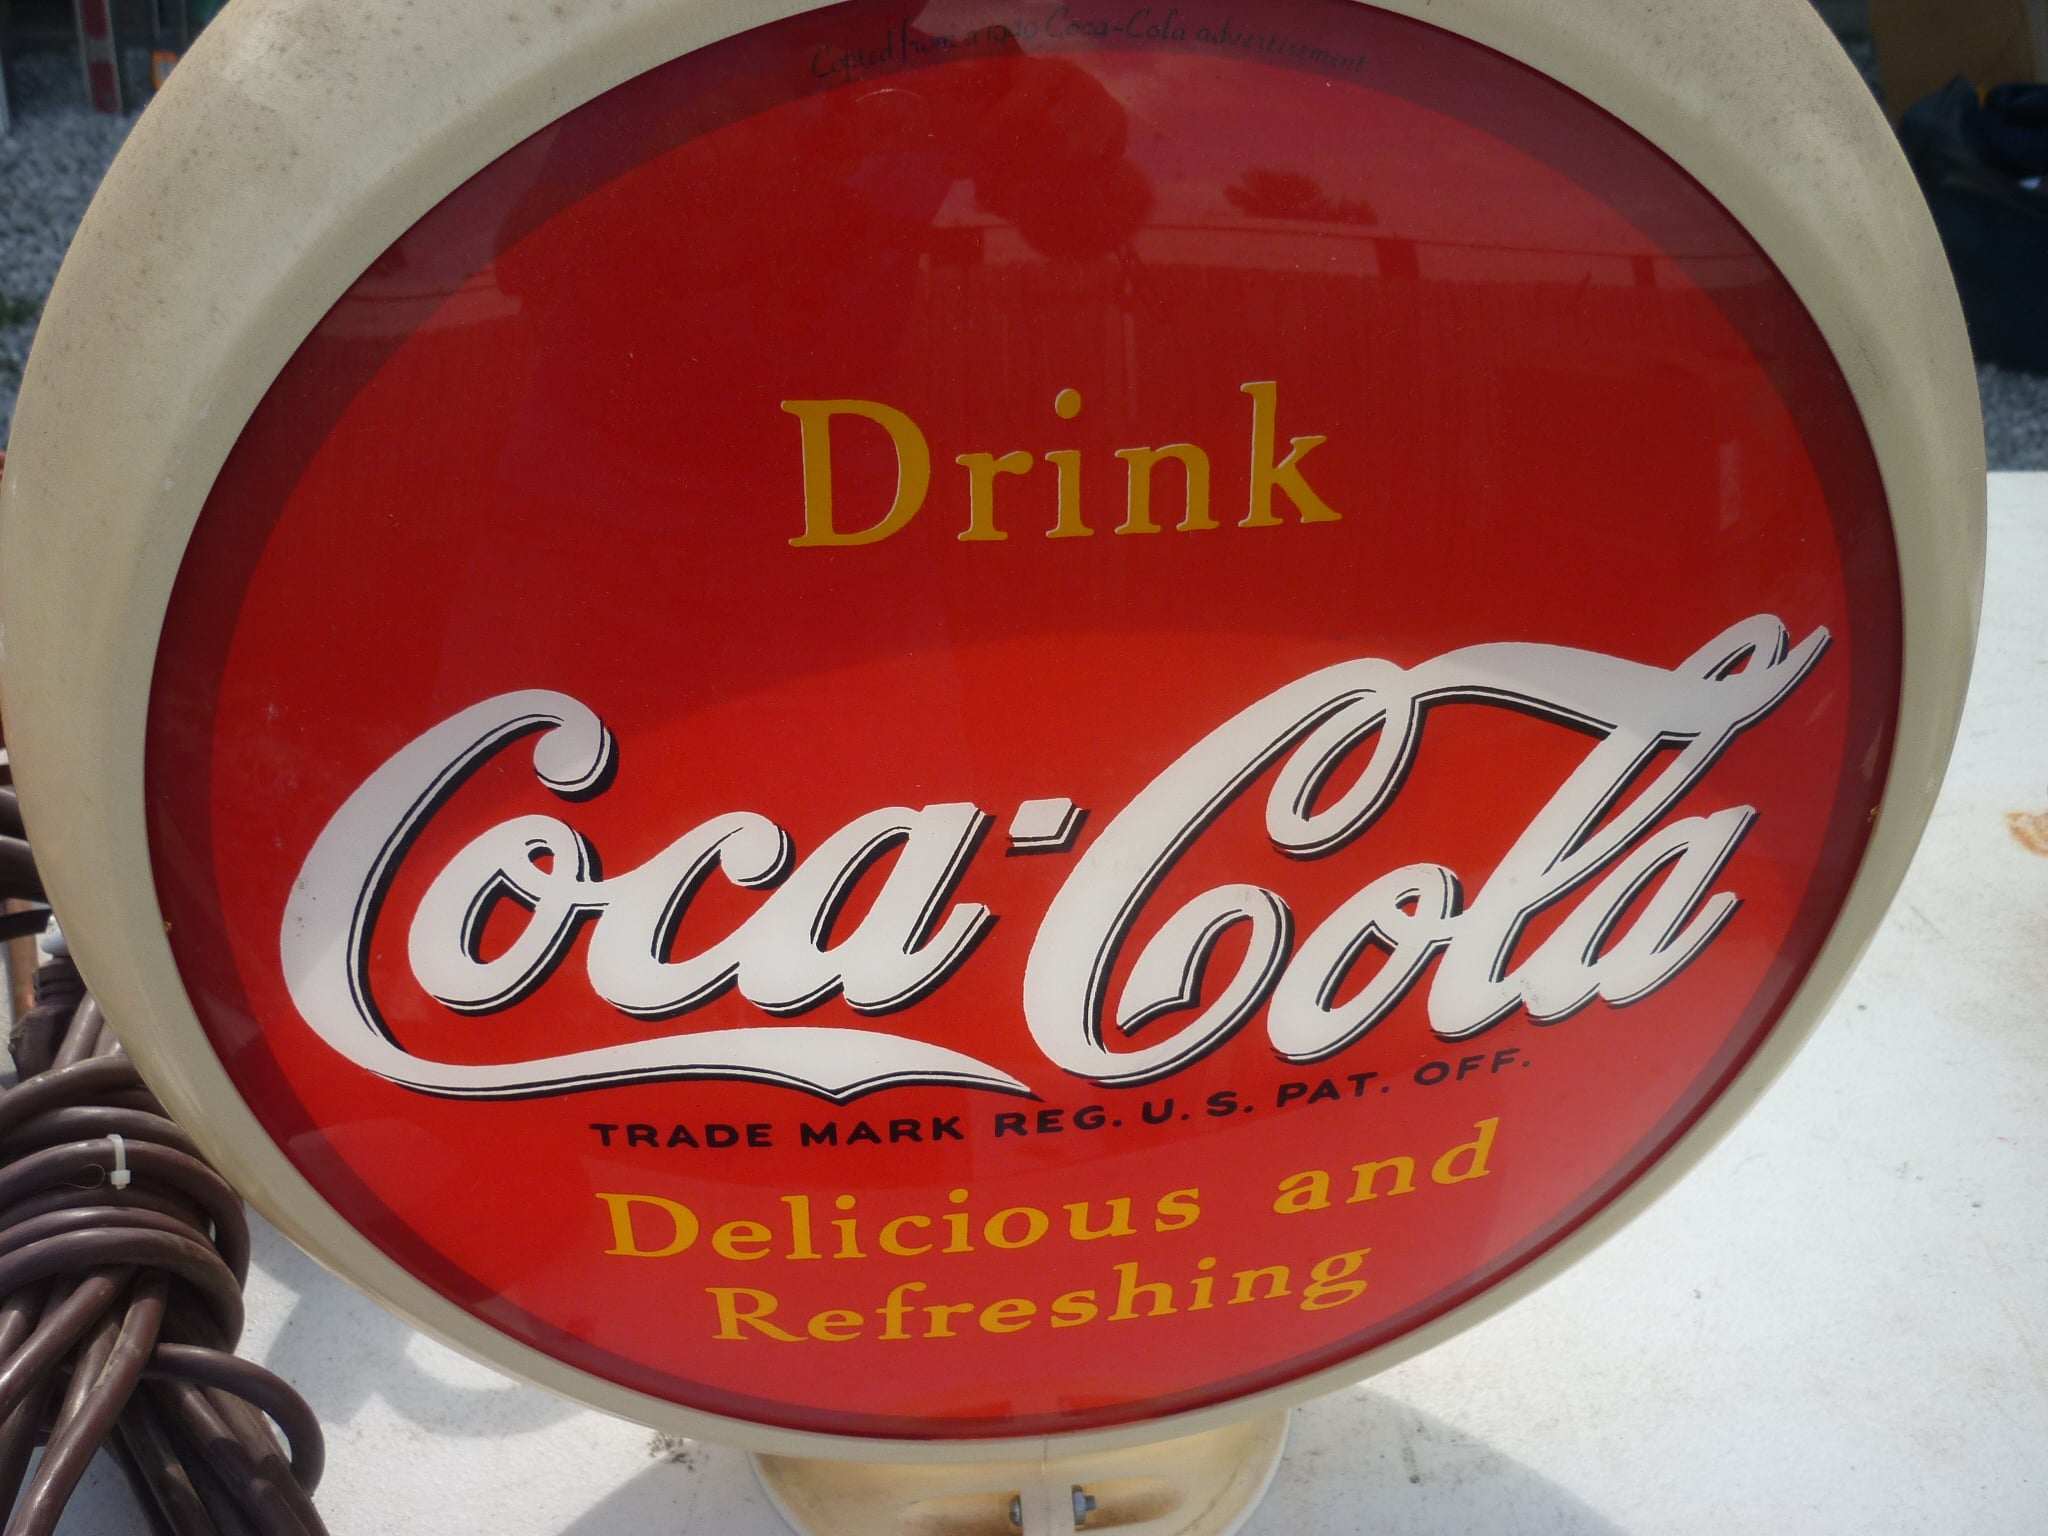 Copied from a 1940 Coca-Cola advertisement
Drink
Coca-Cola
TRADE MARK REG. U. S. PAT. OFF.
Delicious and
Refreshing